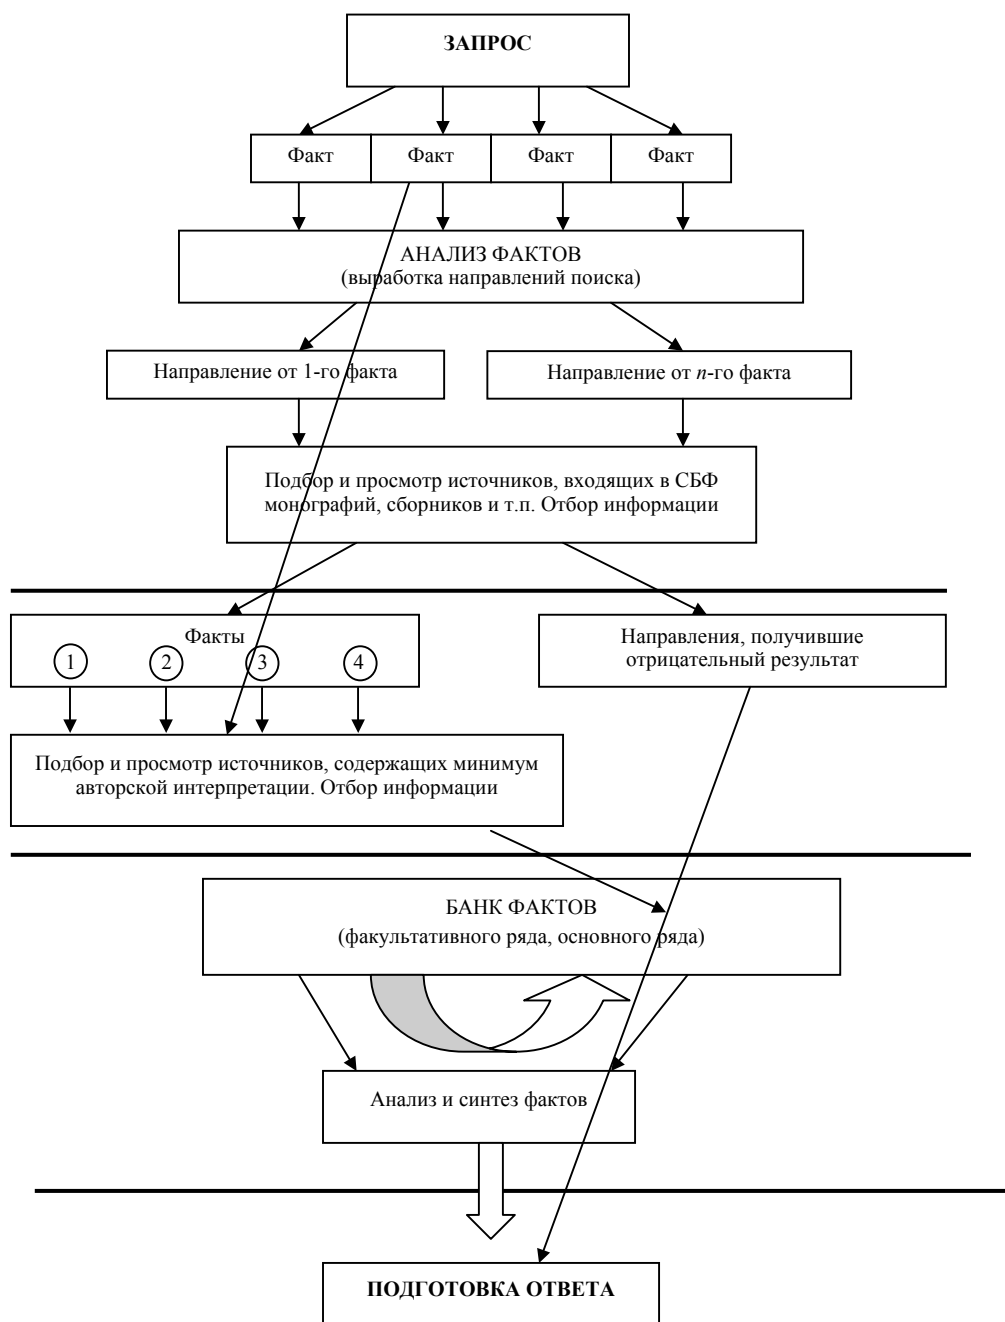 ЗАПРОС
Факт
Факт
Факт
Факт
АНАЛИЗ ФАКТОВ
(выработка направлений поиска)
Направление от 1-го факта
Направление от n-го факта
Подбор и просмотр источников, входящих в СБФ
монографий, сборников и т.п. Отбор информации
Факты
1
2
3
4
Направления, получившие
отрицательный результат
Подбор и просмотр источников, содержащих минимум
авторской интерпретации. Отбор информации
БАНК ФАКТОВ
(факультативного ряда, основного ряда)
Анализ и синтез фактов
ПОДГОТОВКА ОТВЕТА